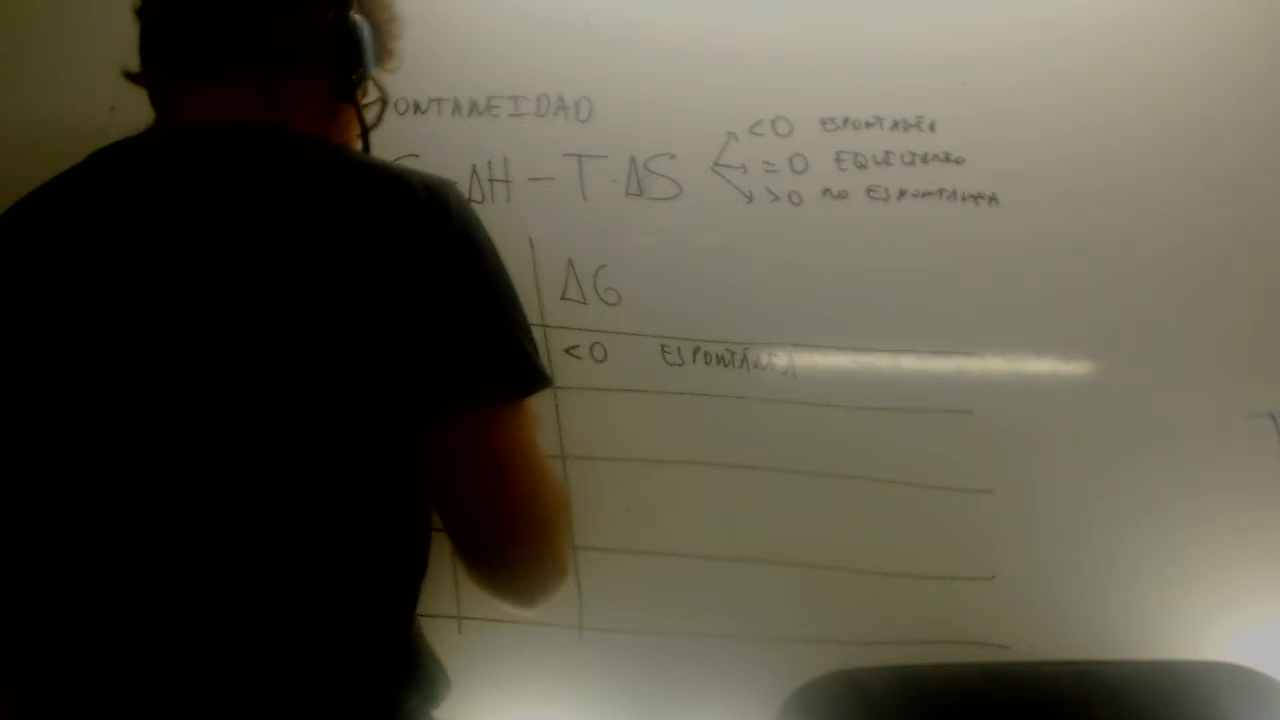 ONTANEIDAD
ΔH - T·ΔS
<0 ESPONTANEA
=0 EQUILIBRIO
>0 NO ESPONTANEA
ΔG
<0 ESPONTÁNEA